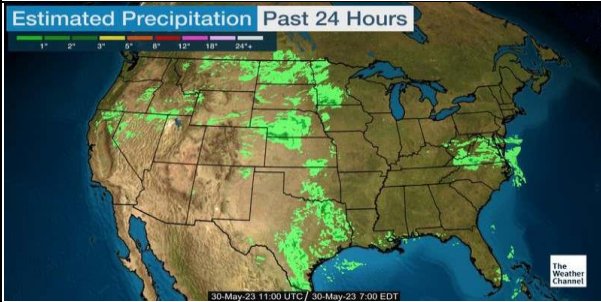 Estimated Precipitation Past 24 Hours
1" 2" 3" 5" 8" 12" 18" 24"+
The
Weather
Channel
30-May-23 11:00 UTC / 30-May-23 7:00 EDT